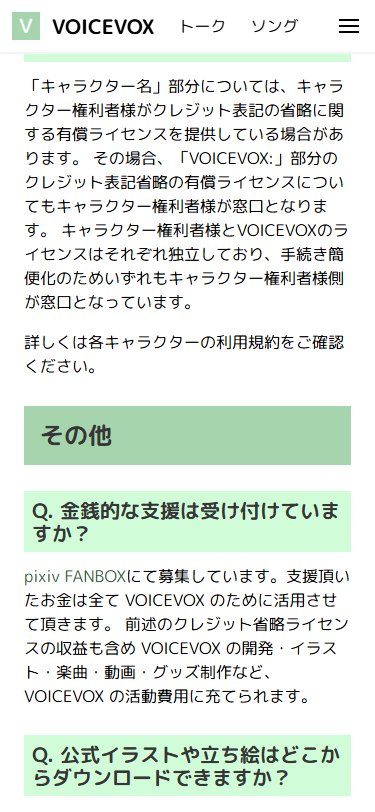 V VOICEVOX トーク ソング
「キャラクター名」部分については、キャラ
クター権利者様がクレジット表記の省略に関
する有償ライセンスを提供している場合があ
ります。 その場合、「VOICEVOX:」部分の
クレジット表記省略の有償ライセンスについ
てもキャラクター権利者様が窓口となりま
す。 キャラクター権利者様とVOICEVOXのラ
イセンスはそれぞれ独立しており、手続き簡
便化のためいずれもキャラクター権利者様側
が窓口となっています。
詳しくは各キャラクターの利用規約をご確認
ください。
その他
Q. 金銭的な支援は受け付けていま
すか？
pixiv FANBOXにて募集しています。支援頂い
たお金は全て VOICEVOX のために活用させ
て頂きます。 前述のクレジット省略ライセン
スの収益も含め VOICEVOX の開発・イラス
ト・楽曲・動画・グッズ制作など、
VOICEVOX の活動費用に充てられます。
Q. 公式イラストや立ち絵はどこか
らダウンロードできますか？